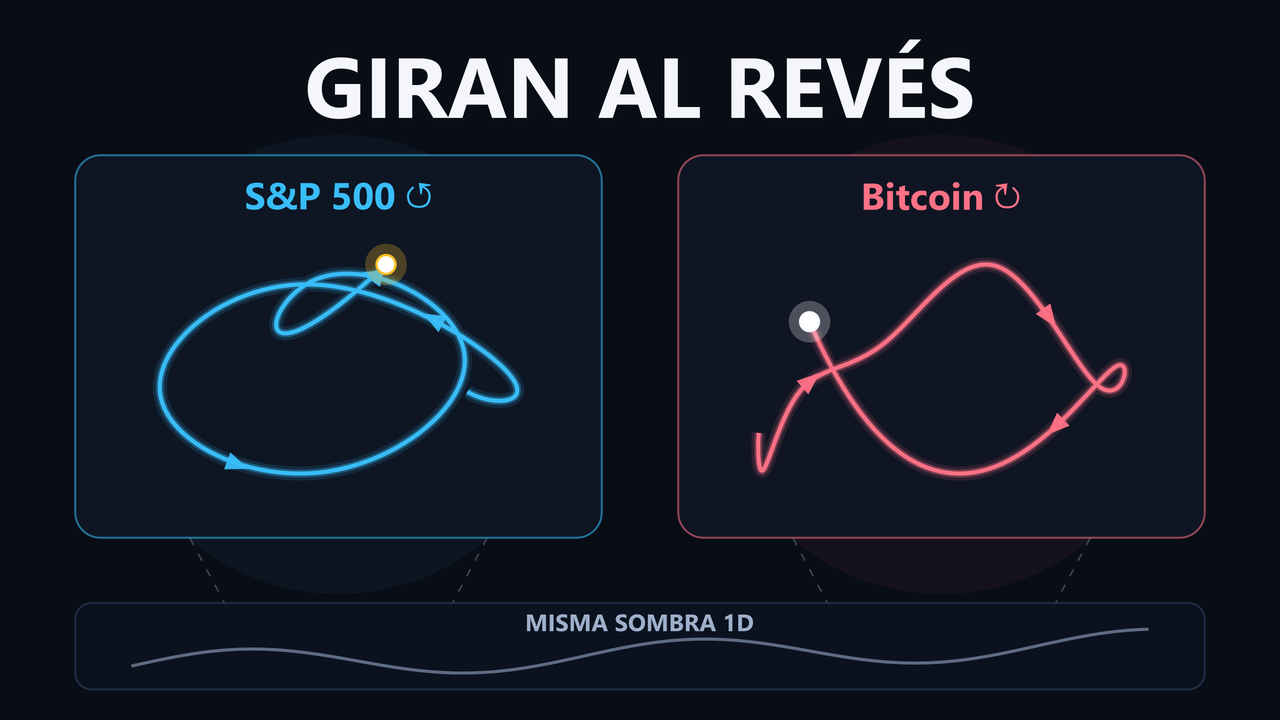 GIRAN AL REVÉS
S&P 500 ↺
Bitcoin ↻
MISMA SOMBRA 1D